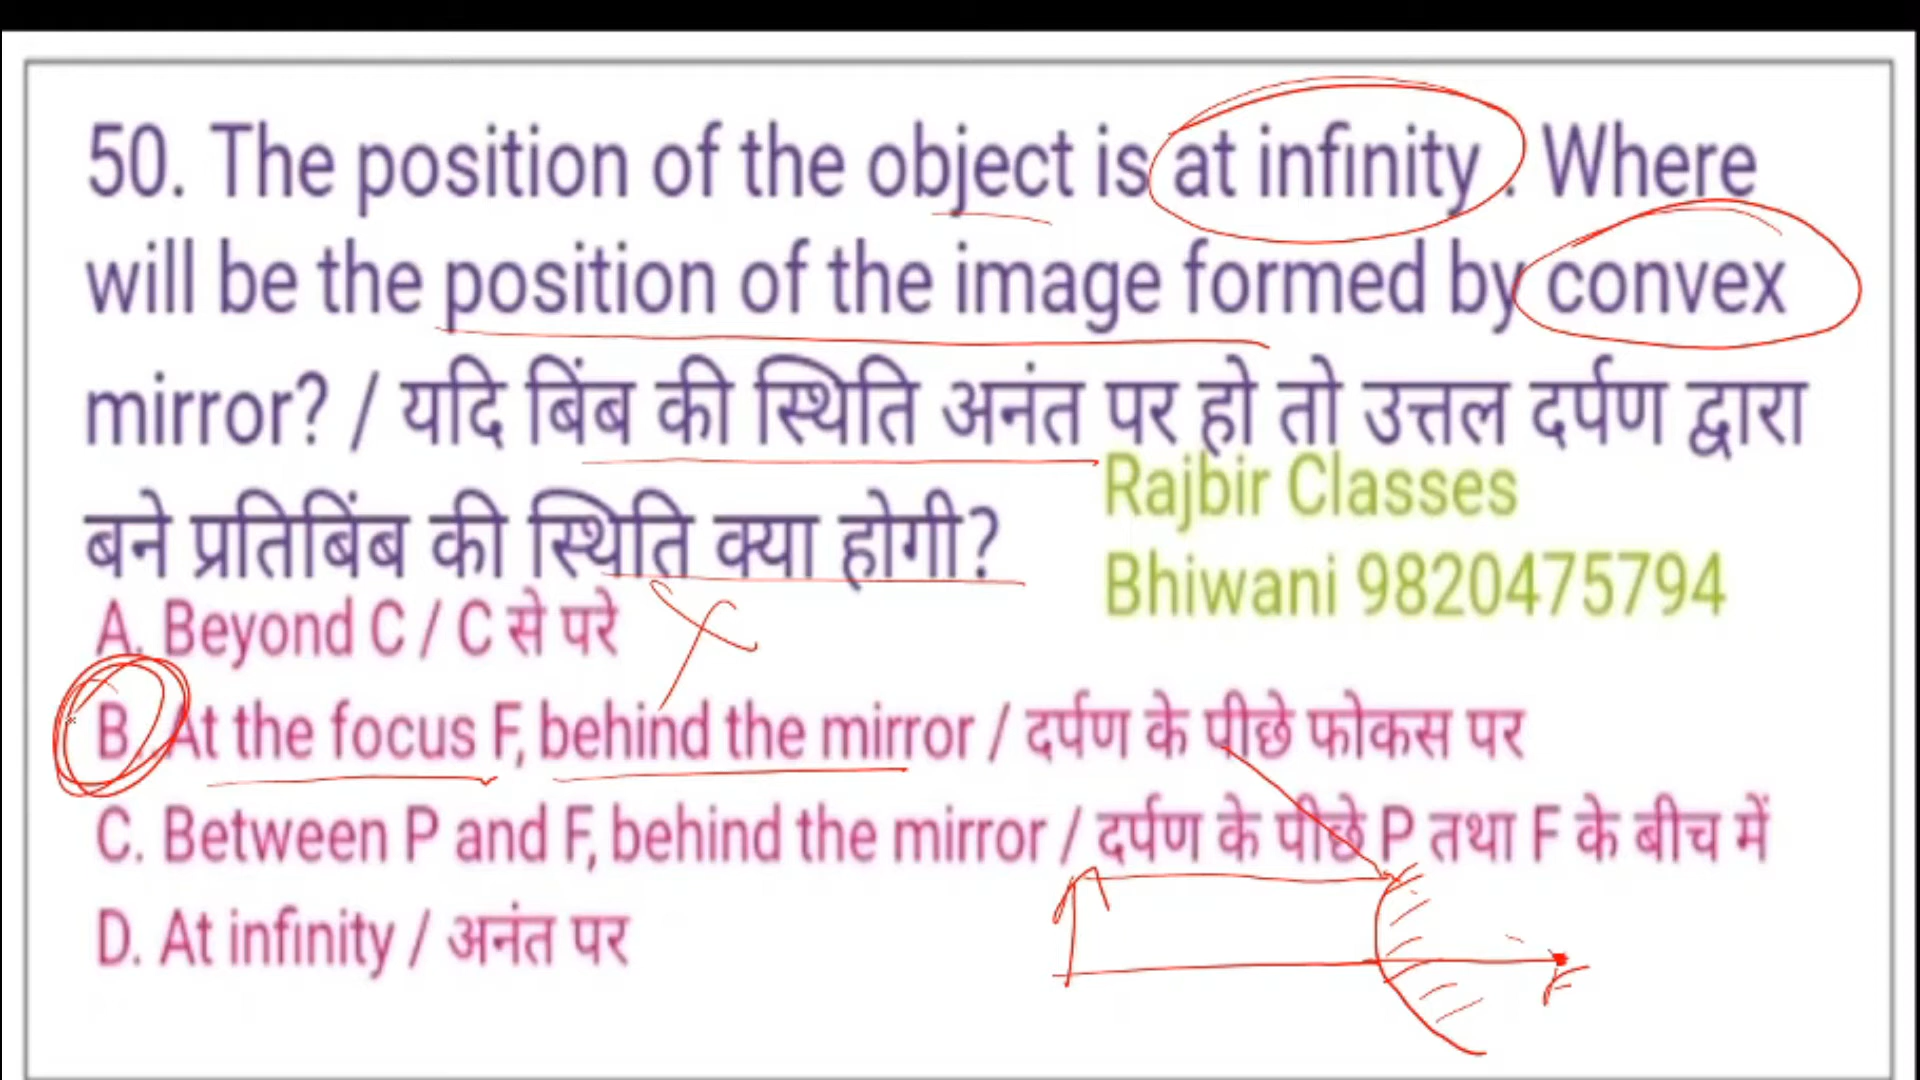 50. The position of the object is at infinity . Where
will be the position of the image formed by convex
mirror? / यदि बिंब की स्थिति अनंत पर हो तो उत्तल दर्पण द्वारा
बने प्रतिबिंब की स्थिति क्या होगी?
Rajbir Classes
Bhiwani 9820475794
A. Beyond C / C से परे
B. At the focus F, behind the mirror / दर्पण के पीछे फोकस पर
C. Between P and F, behind the mirror / दर्पण के पीछे P तथा F के बीच में
D. At infinity / अनंत पर
F